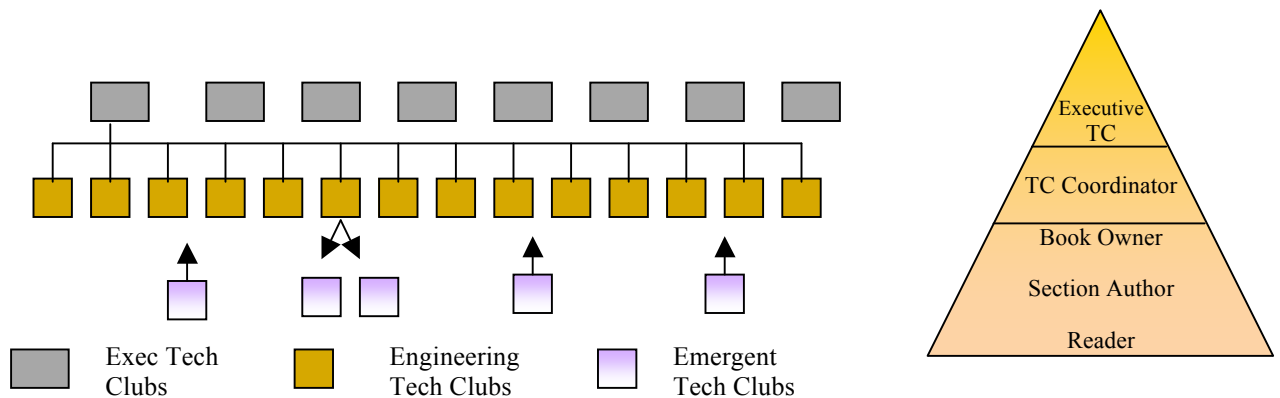 Executive
TC
TC Coordinator
Book Owner
Section Author
Reader
Exec Tech
Clubs
Engineering
Tech Clubs
Emergent
Tech Clubs